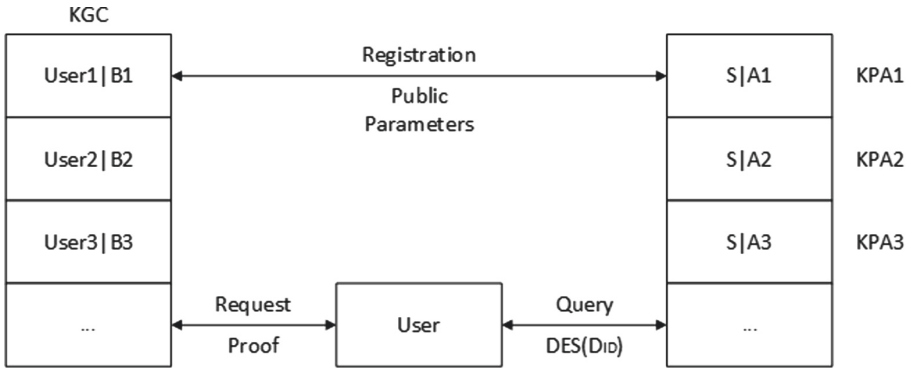 KGC
User1|B1
Registration
S|A1
KPA1
Public
Parameters
User2|B2
S|A2
KPA2
User3|B3
S|A3
KPA3
...
Request
Proof
User
Query
DES(DID)
...